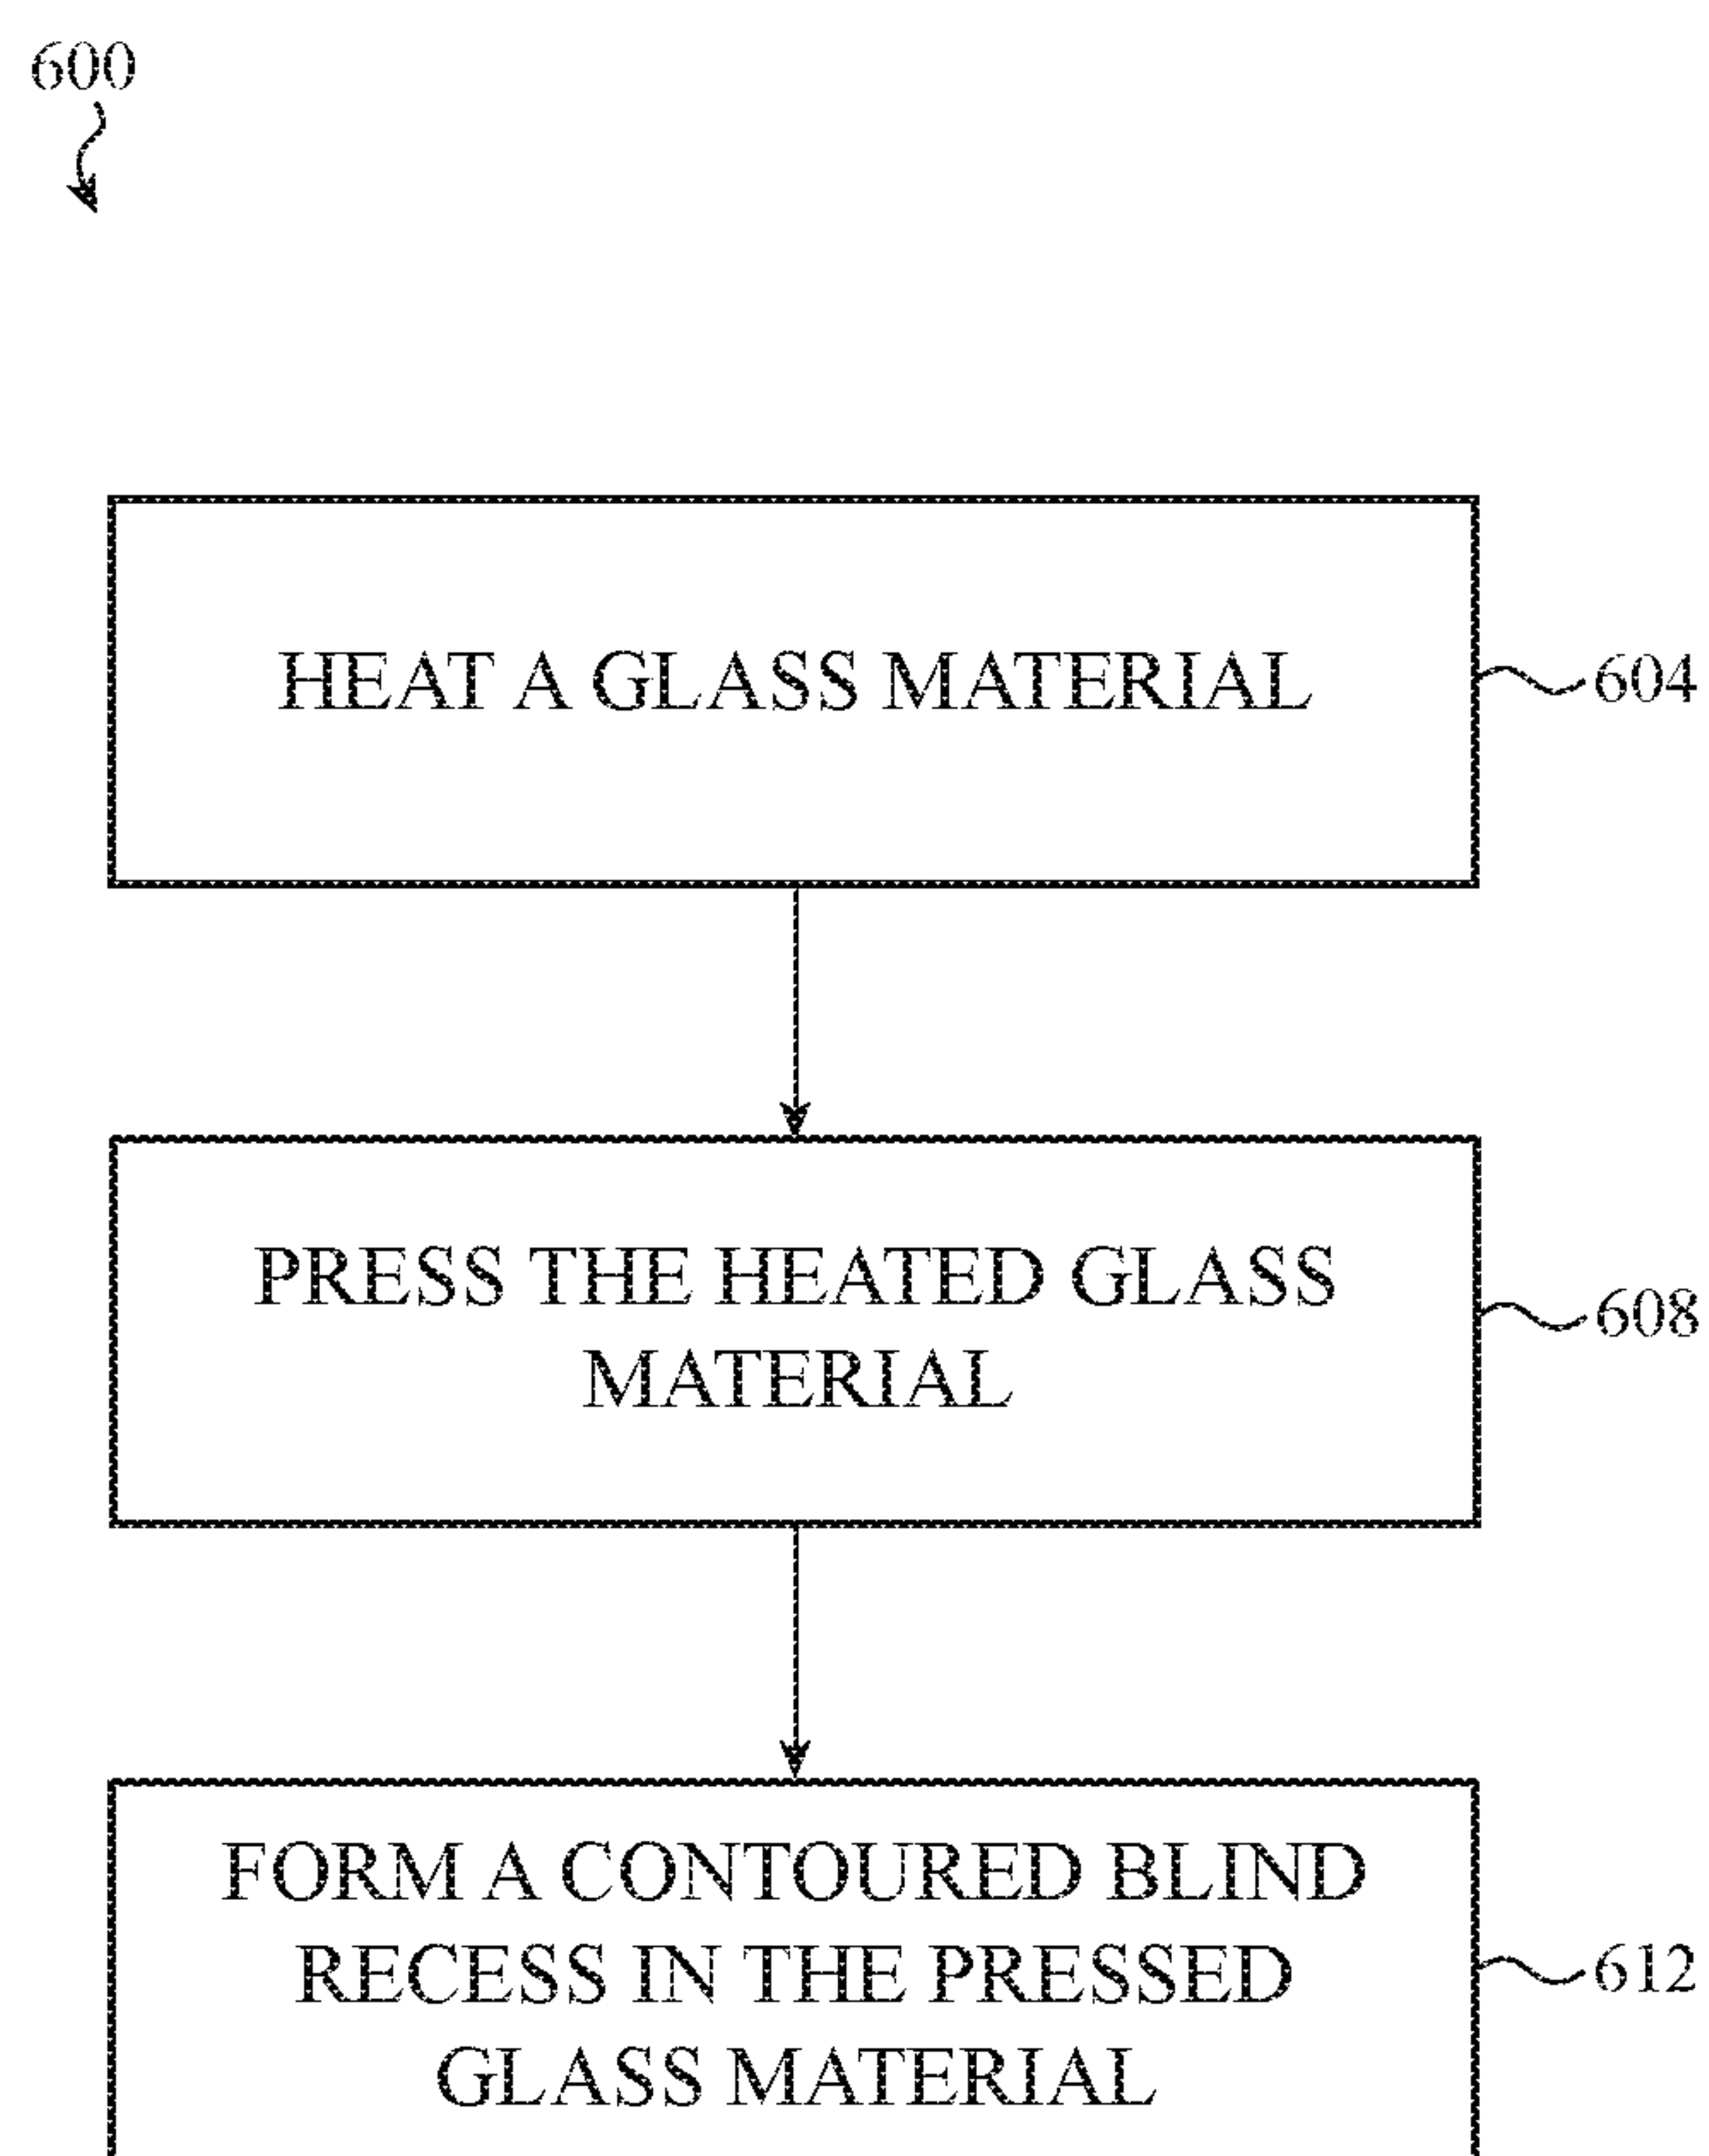 600
HEAT A GLASS MATERIAL
604
PRESS THE HEATED GLASS
MATERIAL
608
FORM A CONTOURED BLIND
RECESS IN THE PRESSED
GLASS MATERIAL
612